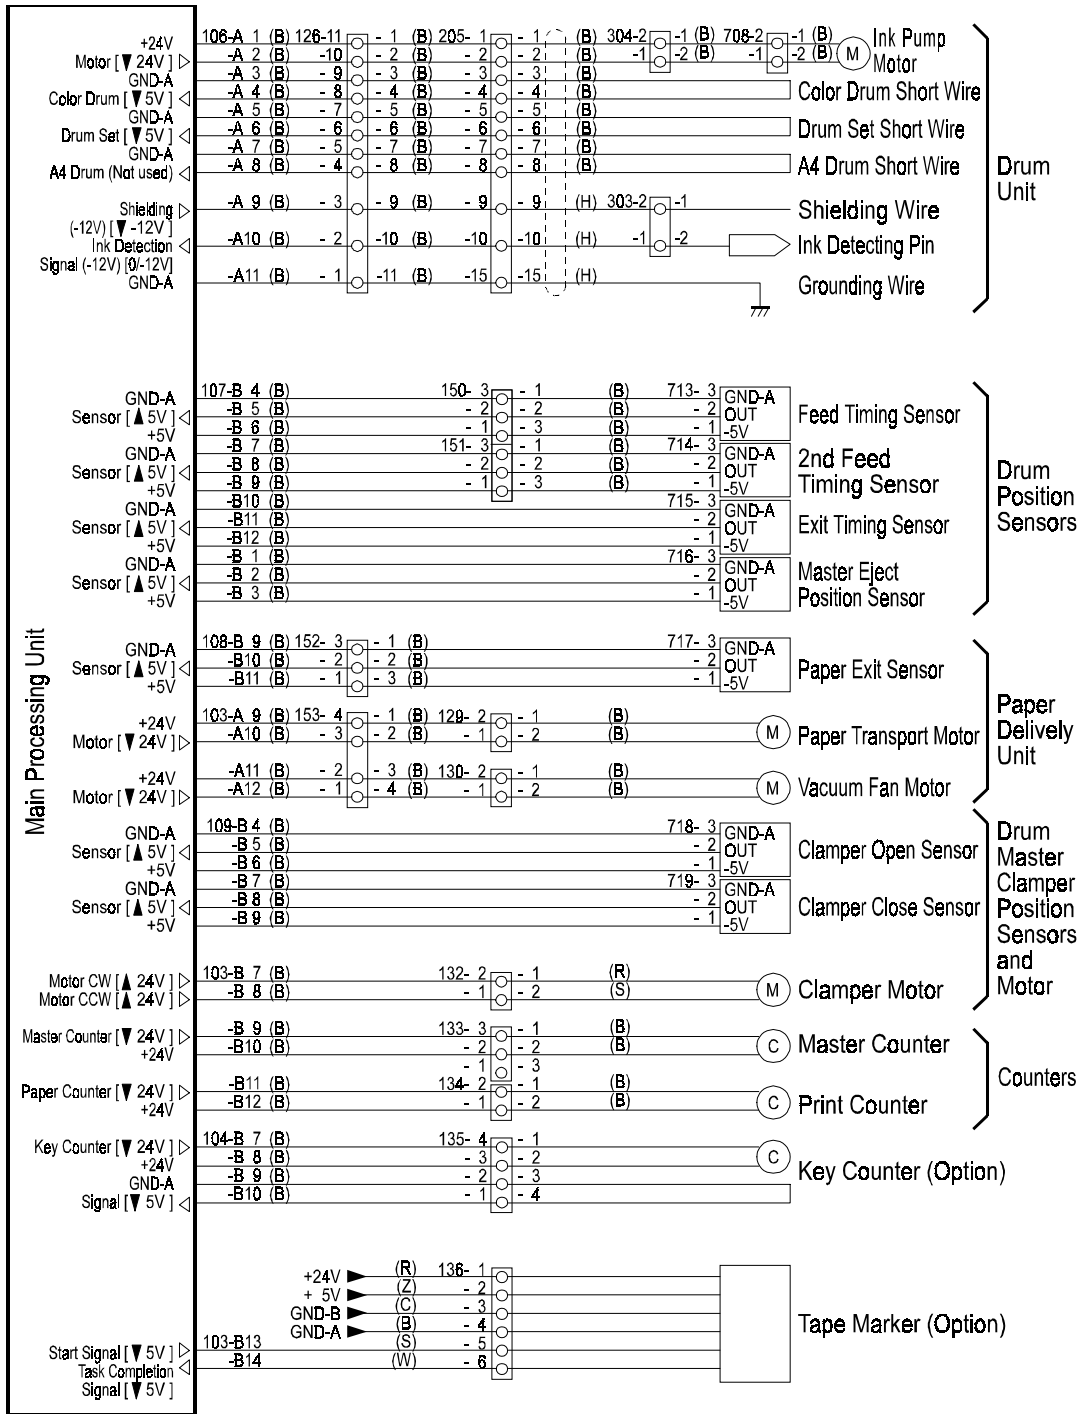 Main Processing Unit
+24V 106-A 1 (B) 126-11 - 1 (B) 205- 1 - 1 (B) 304-2 -1 (B) 708-2 -1 (B) M Ink Pump Motor
Motor [▼ 24V] -A 2 (B) -10 - 2 (B) - 2 - 2 (B) -1 -2 (B) -1 -2 (B)
GND-A -A 3 (B) - 9 - 3 (B) - 3 - 3 (B)
Color Drum [▼ 5V] -A 4 (B) - 8 - 4 (B) - 4 - 4 (B) Color Drum Short Wire
GND-A -A 5 (B) - 7 - 5 (B) - 5 - 5 (B)
Drum Set [▼ 5V] -A 6 (B) - 6 - 6 (B) - 6 - 6 (B) Drum Set Short Wire
GND-A -A 7 (B) - 5 - 7 (B) - 7 - 7 (B)
A4 Drum (Not used) -A 8 (B) - 4 - 8 (B) - 8 - 8 (B) A4 Drum Short Wire
Drum Unit
Shielding -A 9 (B) - 3 - 9 (B) - 9 - 9 (H) 303-2 -1 Shielding Wire
(-12V) [▼ -12V]
Ink Detection -A10 (B) - 2 -10 (B) -10 -10 (H) -1 -2 Ink Detecting Pin
Signal (-12V) [0/-12V]
GND-A -A11 (B) - 1 -11 (B) -15 -15 (H) Grounding Wire
GND-A 107-B 4 (B) 150- 3 - 1 (B) 713- 3 GND-A
Sensor [▲ 5V] -B 5 (B) - 2 - 2 (B) - 2 OUT Feed Timing Sensor
+5V -B 6 (B) - 1 - 3 (B) - 1 -5V
GND-A -B 7 (B) 151- 3 - 1 (B) 714- 3 GND-A
Sensor [▲ 5V] -B 8 (B) - 2 - 2 (B) - 2 OUT 2nd Feed Timing Sensor
+5V -B 9 (B) - 1 - 3 (B) - 1 -5V
Drum Position Sensors
GND-A -B10 (B) 715- 3 GND-A
Sensor [▲ 5V] -B11 (B) - 2 OUT Exit Timing Sensor
+5V -B12 (B) - 1 -5V
GND-A -B 1 (B) 716- 3 GND-A
Sensor [▲ 5V] -B 2 (B) - 2 OUT Master Eject Position Sensor
+5V -B 3 (B) - 1 -5V
GND-A 108-B 9 (B) 152- 3 - 1 (B) 717- 3 GND-A
Sensor [▲ 5V] -B10 (B) - 2 - 2 (B) - 2 OUT Paper Exit Sensor
+5V -B11 (B) - 1 - 3 (B) - 1 -5V
Paper Delively Unit
+24V 103-A 9 (B) 153- 4 - 1 (B) 129- 2 - 1 (B)
Motor [▼ 24V] -A10 (B) - 3 - 2 (B) - 1 - 2 (B) M Paper Transport Motor
+24V -A11 (B) - 2 - 3 (B) 130- 2 - 1 (B)
Motor [▼ 24V] -A12 (B) - 1 - 4 (B) - 1 - 2 (B) M Vacuum Fan Motor
GND-A 109-B 4 (B) 718- 3 GND-A
Sensor [▲ 5V] -B 5 (B) - 2 OUT Clamper Open Sensor
+5V -B 6 (B) - 1 -5V
GND-A -B 7 (B) 719- 3 GND-A
Sensor [▲ 5V] -B 8 (B) - 2 OUT Clamper Close Sensor
+5V -B 9 (B) - 1 -5V
Drum Master Clamper Position Sensors and Motor
Motor CW [▲ 24V] 103-B 7 (B) 132- 2 - 1 (R)
Motor CCW [▲ 24V] -B 8 (B) - 1 - 2 (S) M Clamper Motor
Master Counter [▼ 24V] -B 9 (B) 133- 3 - 1 (B)
+24V -B10 (B) - 2 - 2 (B) C Master Counter
- 1 - 3
Counters
Paper Counter [▼ 24V] -B11 (B) 134- 2 - 1 (B)
+24V -B12 (B) - 1 - 2 (B) C Print Counter
Key Counter [▼ 24V] 104-B 7 (B) 135- 4 - 1
+24V -B 8 (B) - 3 - 2 C Key Counter (Option)
GND-A -B 9 (B) - 2 - 3
Signal [▼ 5V] -B10 (B) - 1 - 4
+24V (R) 136- 1
+ 5V (Z) - 2
GND-B (C) - 3
GND-A (B) - 4 Tape Marker (Option)
Start Signal [▼ 5V] 103-B13 (S) - 5
Task Completion -B14 (W) - 6
Signal [▼ 5V]